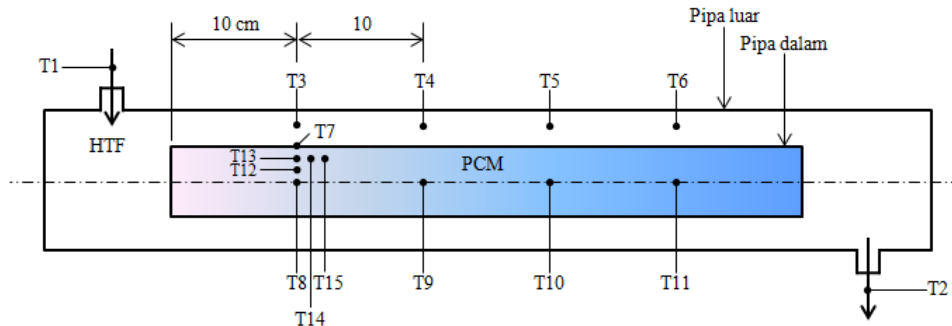 10 cm
10
Pipa luar
Pipa dalam
T1
T3
T4
T5
T6
HTF
T7
T13
T12
PCM
T8
T15
T9
T10
T11
T14
T2